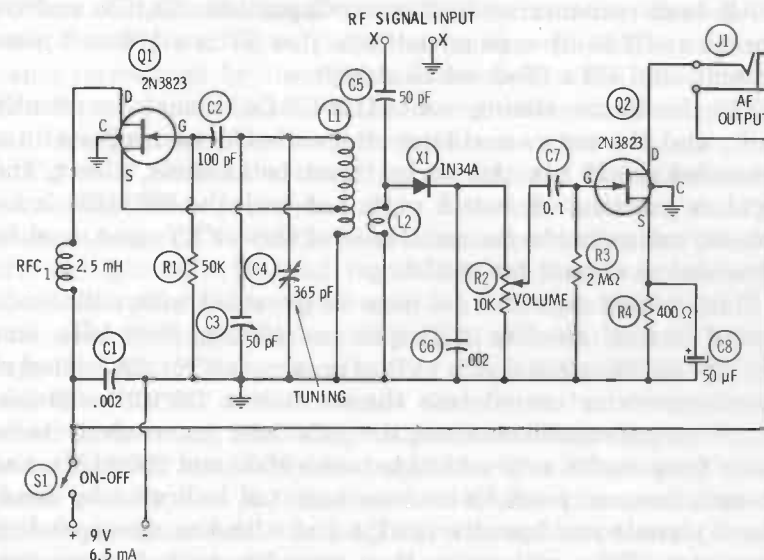 RF SIGNAL INPUT
X X
Q1
2N3823
D
C G
S
C2
100 pF
C5
50 pF
L1
J1
AF
OUTPUT
Q2
2N3823
D
G C
S
X1
1N34A
C7
0.1
L2
RFC1 2.5 mH
R1 50K
C4
365 pF
C3
50 pF
R2
10K
VOLUME
R3
2 MΩ
R4 400 Ω
C6
.002
+
C8
50 µF
C1
.002
TUNING
S1 ON-OFF
+ -
9 V
6.5 mA